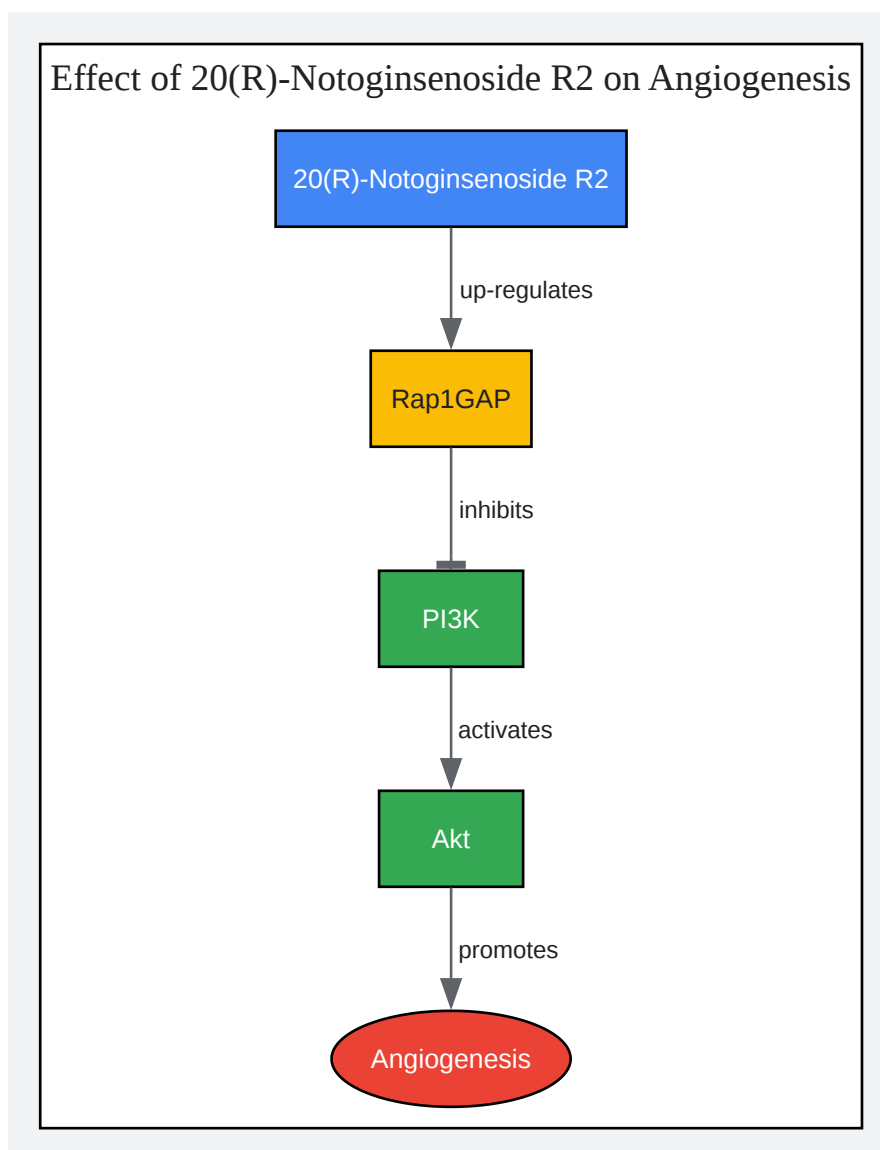 Effect of 20(R)-Notoginsenoside R2 on Angiogenesis
20(R)-Notoginsenoside R2
up-regulates
Rap1GAP
inhibits
PI3K
activates
Akt
promotes
Angiogenesis